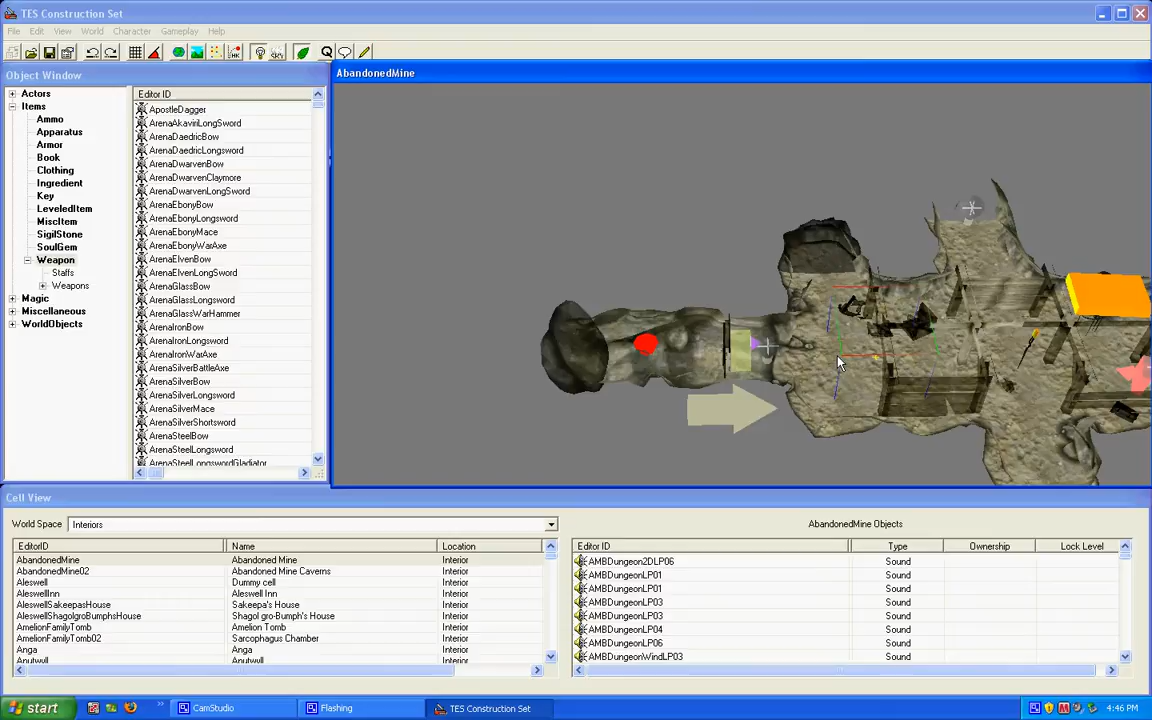 TES Construction Set
File Edit View World Character Gameplay Help
Object Window
AbandonedMine
Actors
Items
Ammo
Apparatus
Armor
Book
Clothing
Ingredient
Key
LeveledItem
MiscItem
SigilStone
SoulGem
Weapon
Staffs
Weapons
Magic
Miscellaneous
WorldObjects
Editor ID
ApostleDagger
ArenaAkaviriLongSword
ArenaDaedricBow
ArenaDaedricLongsword
ArenaDwarvenBow
ArenaDwarvenClaymore
ArenaDwarvenLongSword
ArenaEbonyBow
ArenaEbonyLongsword
ArenaEbonyMace
ArenaEbonyWarAxe
ArenaElvenBow
ArenaElvenLongSword
ArenaGlassBow
ArenaGlassLongsword
ArenaGlassWarHammer
ArenaIronBow
ArenaIronLongsword
ArenaIronWarAxe
ArenaSilverBattleAxe
ArenaSilverBow
ArenaSilverLongsword
ArenaSilverMace
ArenaSilverShortsword
ArenaSteelBow
ArenaSteelLongsword
ArenaSteelLongswordGladiator
Cell View
World Space Interiors
AbandonedMine Objects
EditorID Name Location
AbandonedMine Abandoned Mine Interior
AbandonedMine02 Abandoned Mine Caverns Interior
Aleswell Dummy cell Interior
AleswellInn Aleswell Inn Interior
AleswellSakeepasHouse Sakeepa's House Interior
AleswellShagolgroBumphsHouse Shagol gro-Bumph's House Interior
AmelionFamilyTomb Amelion Tomb Interior
AmelionFamilyTomb02 Sarcophagus Chamber Interior
Anga Anga Interior
Anutwyll Anutwyll Interior
Editor ID Type Ownership Lock Level
AMBDungeon2DLP06 Sound
AMBDungeonLP01 Sound
AMBDungeonLP01 Sound
AMBDungeonLP03 Sound
AMBDungeonLP03 Sound
AMBDungeonLP04 Sound
AMBDungeonLP06 Sound
AMBDungeonWindLP03 Sound
start CamStudio Flashing TES Construction Set 4:46 PM